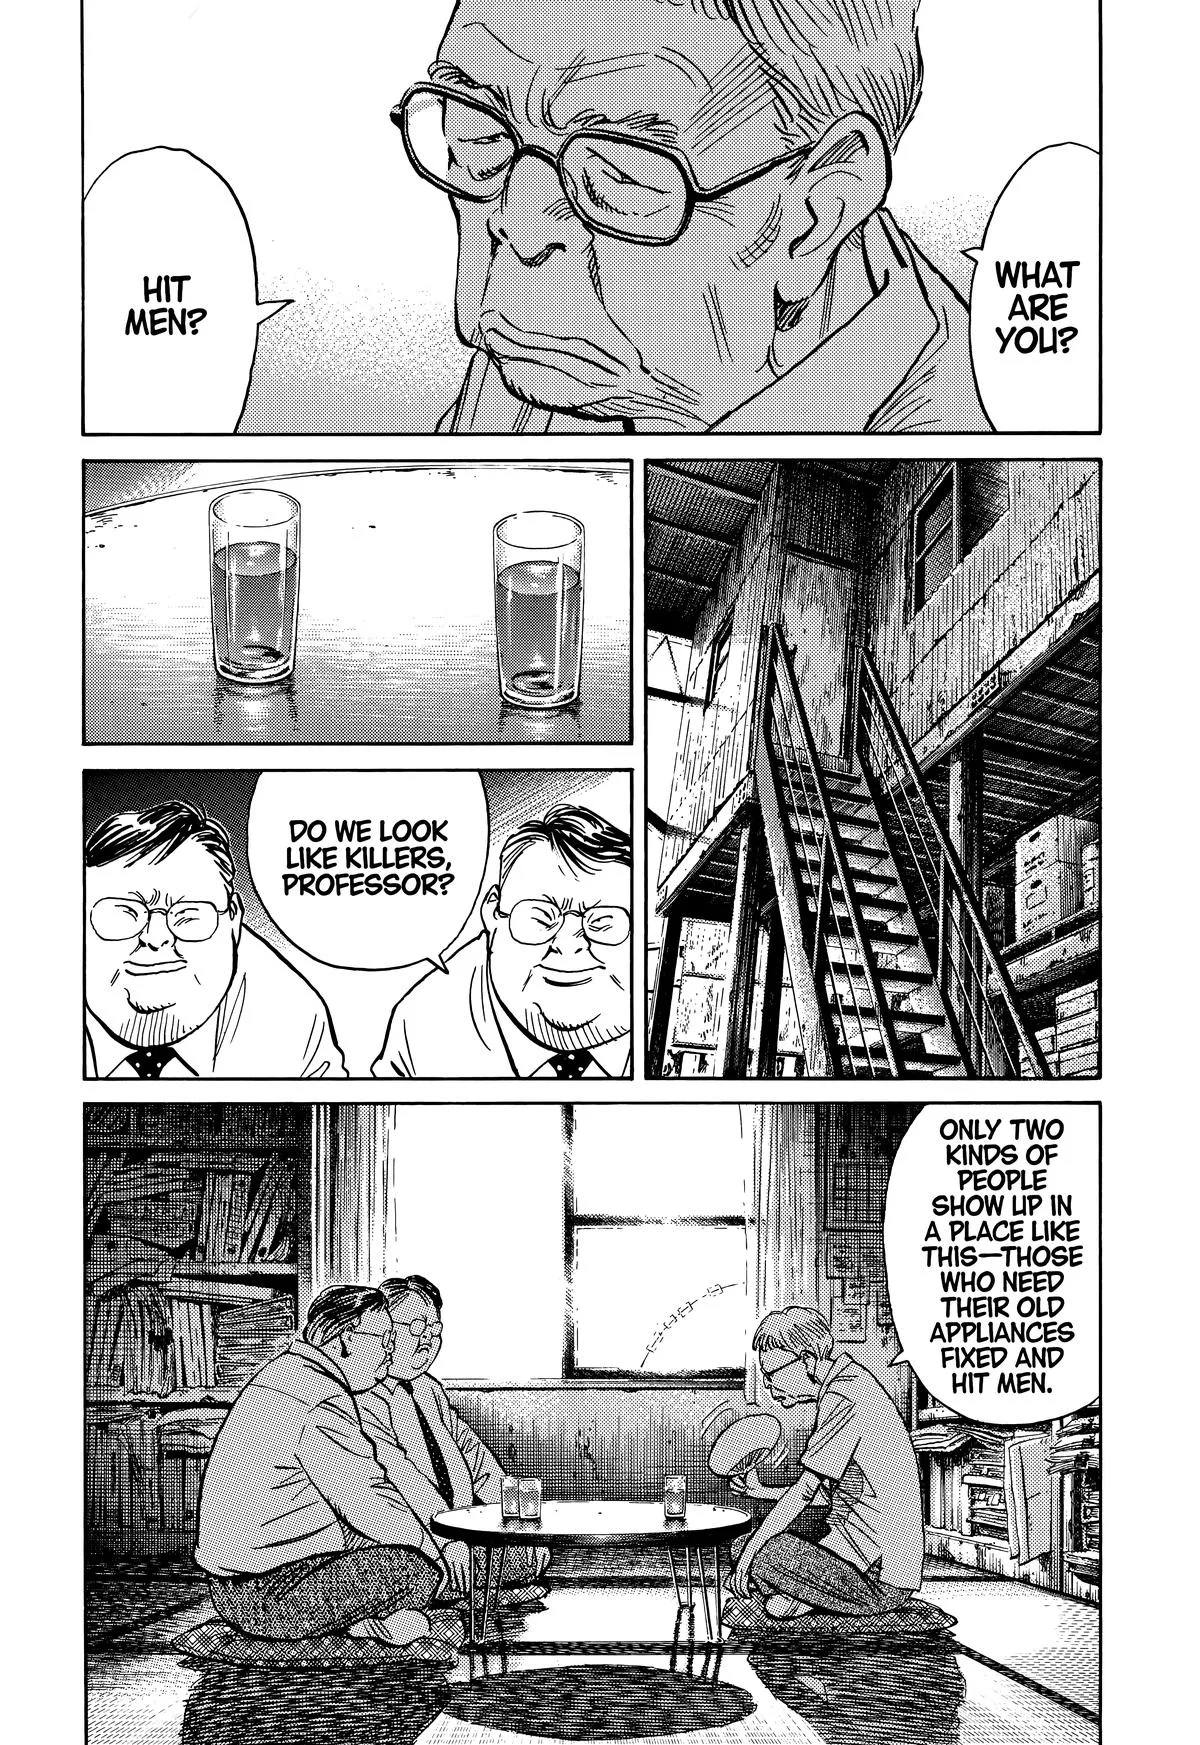 WHAT
ARE
YOU?
HIT
MEN?
DO WE LOOK
LIKE KILLERS,
PROFESSOR?
ONLY TWO
KINDS OF
PEOPLE
SHOW UP IN
A PLACE LIKE
THIS—THOSE
WHO NEED
THEIR OLD
APPLIANCES
FIXED AND
HIT MEN.